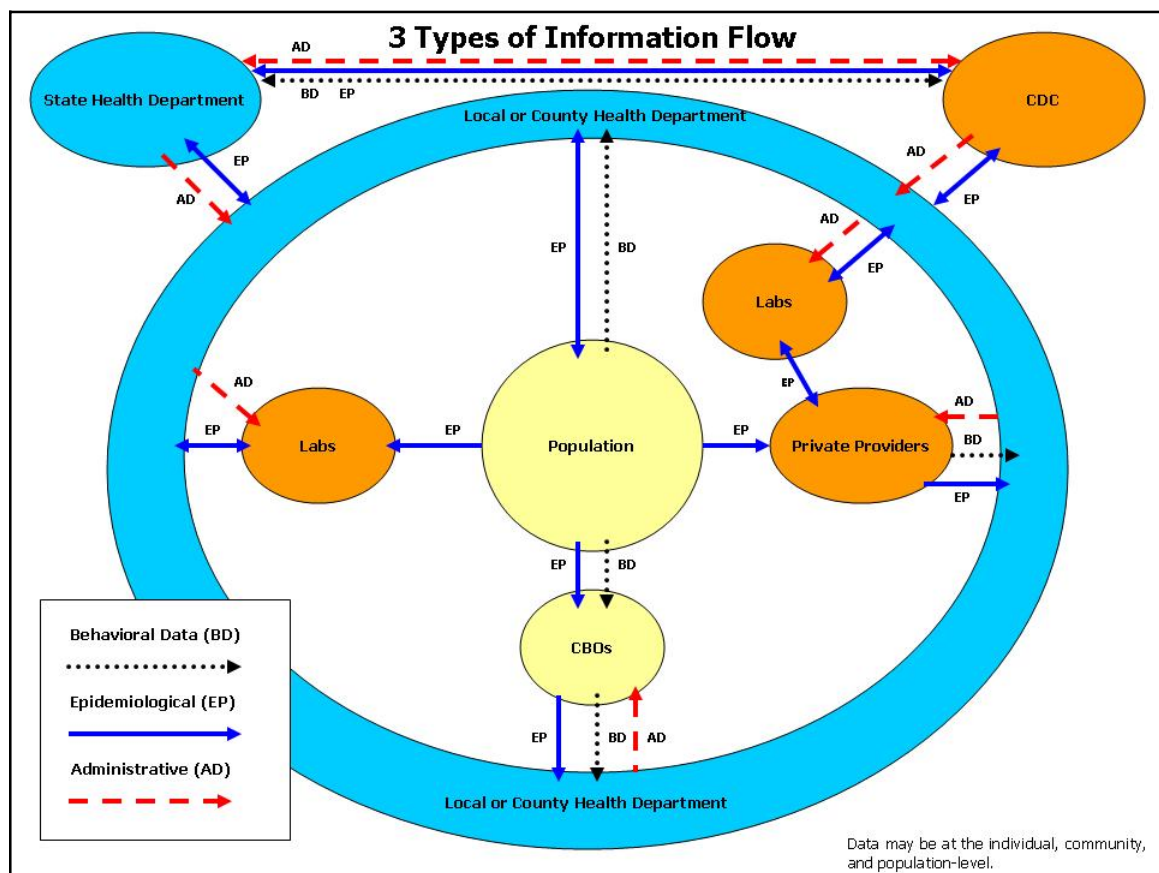 3 Types of Information Flow
AD
BD EP
State Health Department
CDC
Local or County Health Department
EP
AD
AD
EP
AD
EP
EP
BD
Labs
EP
AD
EP
Labs
EP
Population
EP
Private Providers
AD
BD
EP
EP
BD
CBOs
EP
BD
AD
Local or County Health Department
Behavioral Data (BD)
Epidemiological (EP)
Administrative (AD)
Data may be at the individual, community,
and population-level.